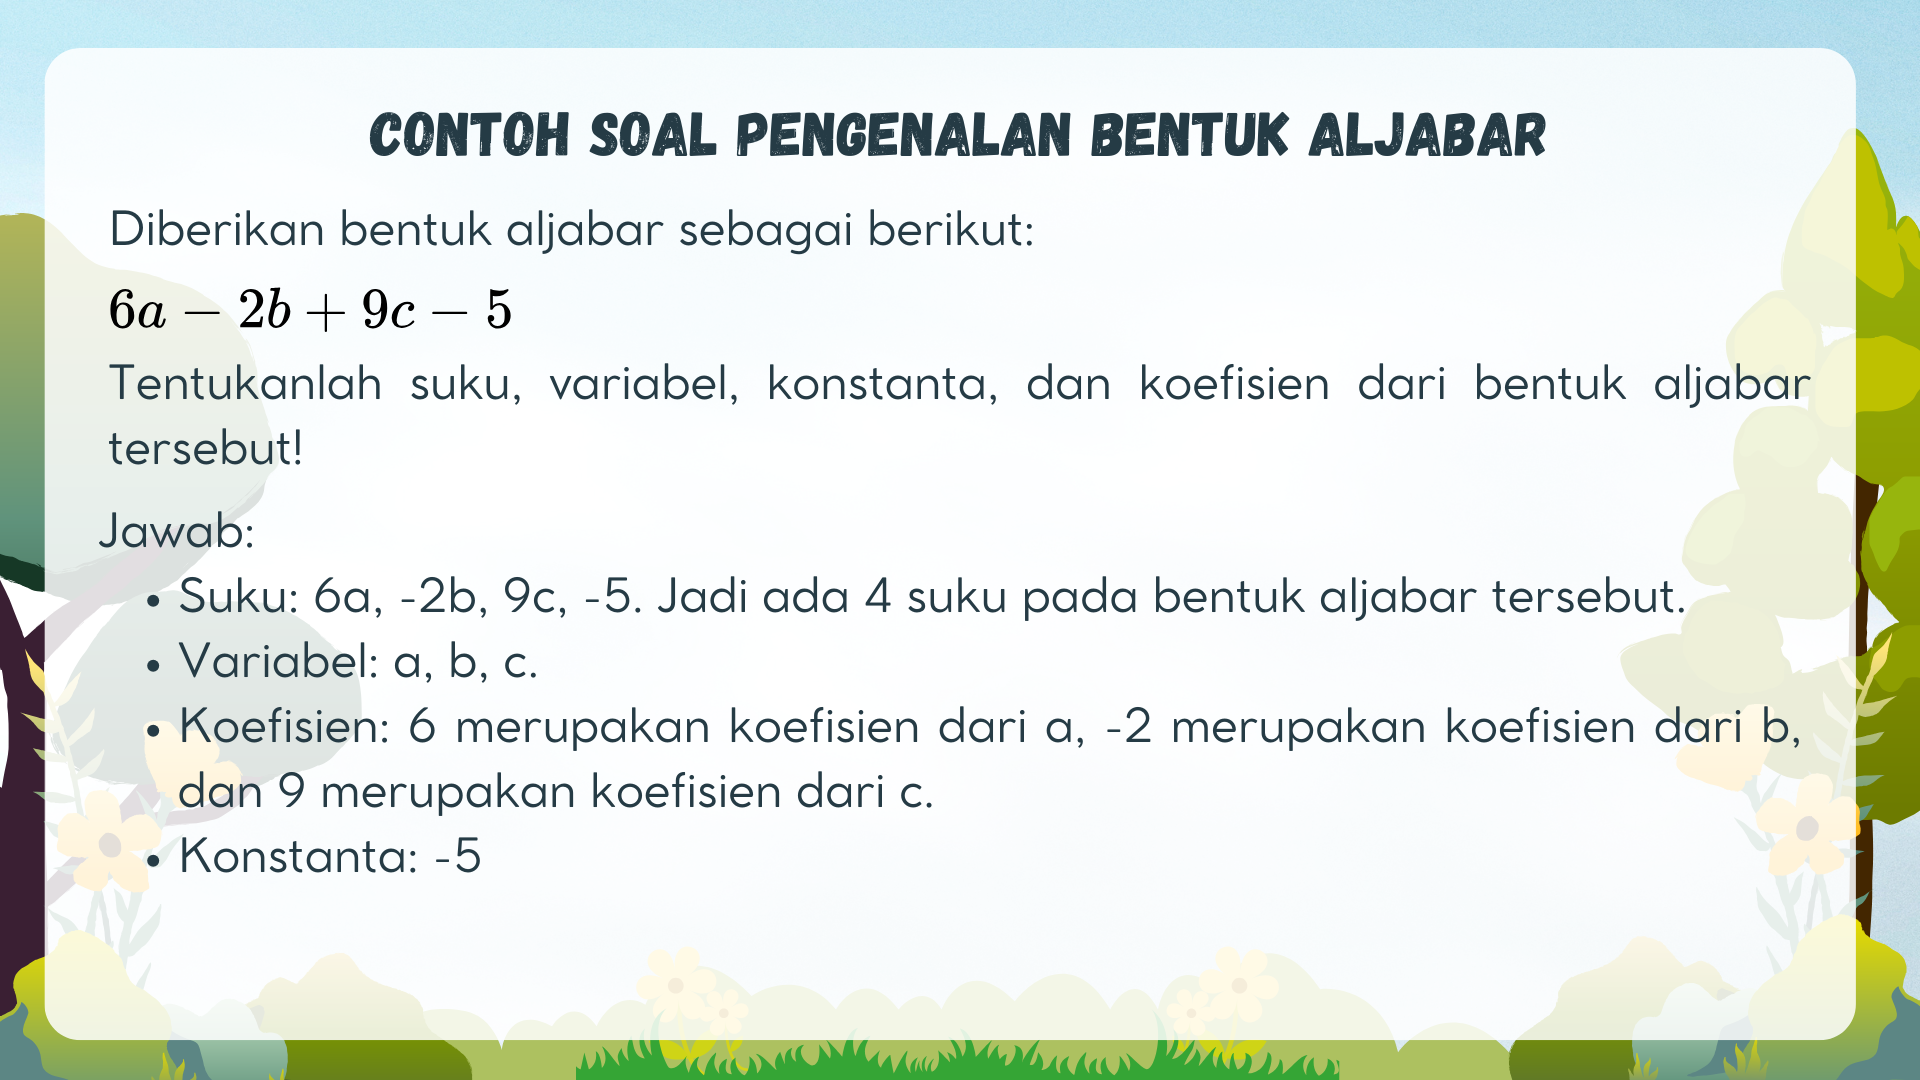 CONTOH SOAL PENGENALAN BENTUK ALJABAR
Diberikan bentuk aljabar sebagai berikut:
6a − 2b + 9c − 5
Tentukanlah suku, variabel, konstanta, dan koefisien dari bentuk aljabar
tersebut!
Jawab:
• Suku: 6a, -2b, 9c, -5. Jadi ada 4 suku pada bentuk aljabar tersebut.
• Variabel: a, b, c.
• Koefisien: 6 merupakan koefisien dari a, -2 merupakan koefisien dari b,
dan 9 merupakan koefisien dari c.
• Konstanta: -5